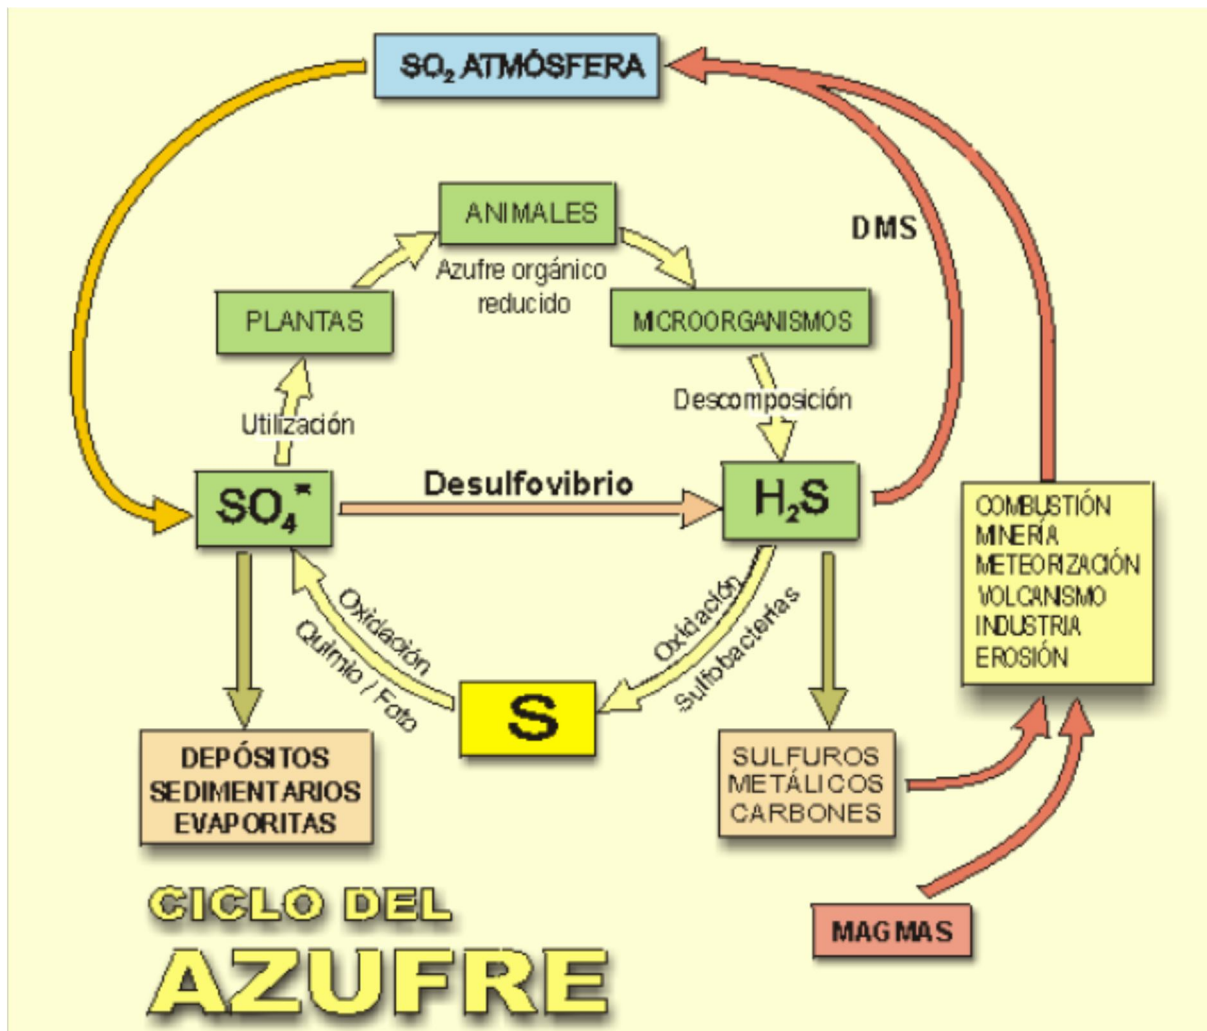 SO₂ ATMÓSFERA
ANIMALES
DMS
Azufre orgánico
reducido
PLANTAS
MICROORGANISMOS
Descomposición
Utilización
Desulfovibrio
SO₄⁼
H₂S
COMBUSTIÓN
MINERÍA
METEORIZACIÓN
VOLCANISMO
INDUSTRIA
EROSIÓN
Oxidación
Quimio / Foto
Oxidación
Sulfobacterias
S
DEPÓSITOS
SEDIMENTARIOS
EVAPORITAS
SULFUROS
METÁLICOS
CARBONES
MAGMAS
CICLO DEL
AZUFRE